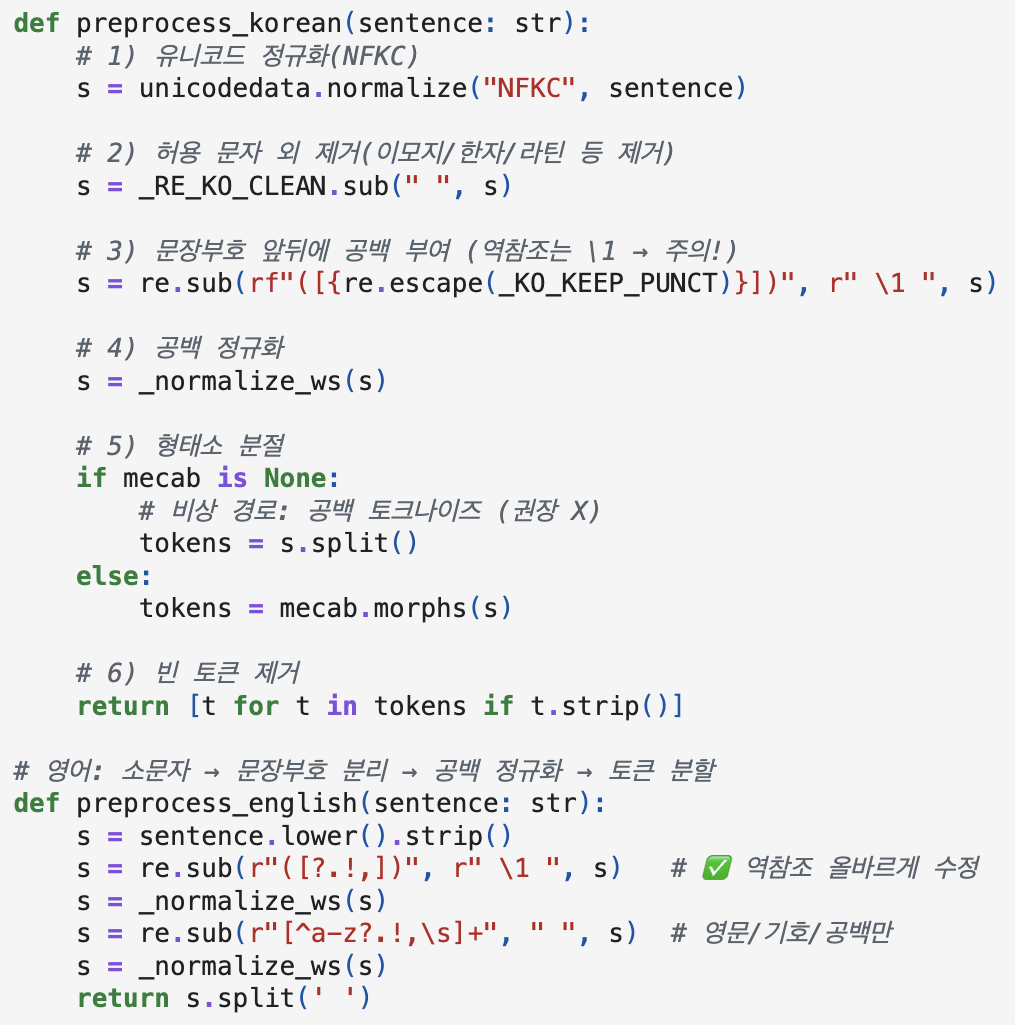 def preprocess_korean(sentence: str):
    # 1) 유니코드 정규화(NFKC)
    s = unicodedata.normalize("NFKC", sentence)

    # 2) 허용 문자 외 제거(이모지/한자/라틴 등 제거)
    s = _RE_KO_CLEAN.sub(" ", s)

    # 3) 문장부호 앞뒤에 공백 부여 (역참조는 \1 → 주의!)
    s = re.sub(rf"([{re.escape(_KO_KEEP_PUNCT)}])", r" \1 ", s)

    # 4) 공백 정규화
    s = _normalize_ws(s)

    # 5) 형태소 분절
    if mecab is None:
        # 비상 경로: 공백 토크나이즈 (권장 X)
        tokens = s.split()
    else:
        tokens = mecab.morphs(s)

    # 6) 빈 토큰 제거
    return [t for t in tokens if t.strip()]

# 영어: 소문자 → 문장부호 분리 → 공백 정규화 → 토큰 분할
def preprocess_english(sentence: str):
    s = sentence.lower().strip()
    s = re.sub(r"([?.!,])", r" \1 ", s)   # ✅ 역참조 올바르게 수정
    s = _normalize_ws(s)
    s = re.sub(r"[^a-z?.!,\s]+", " ", s)  # 영문/기호/공백만
    s = _normalize_ws(s)
    return s.split(' ')